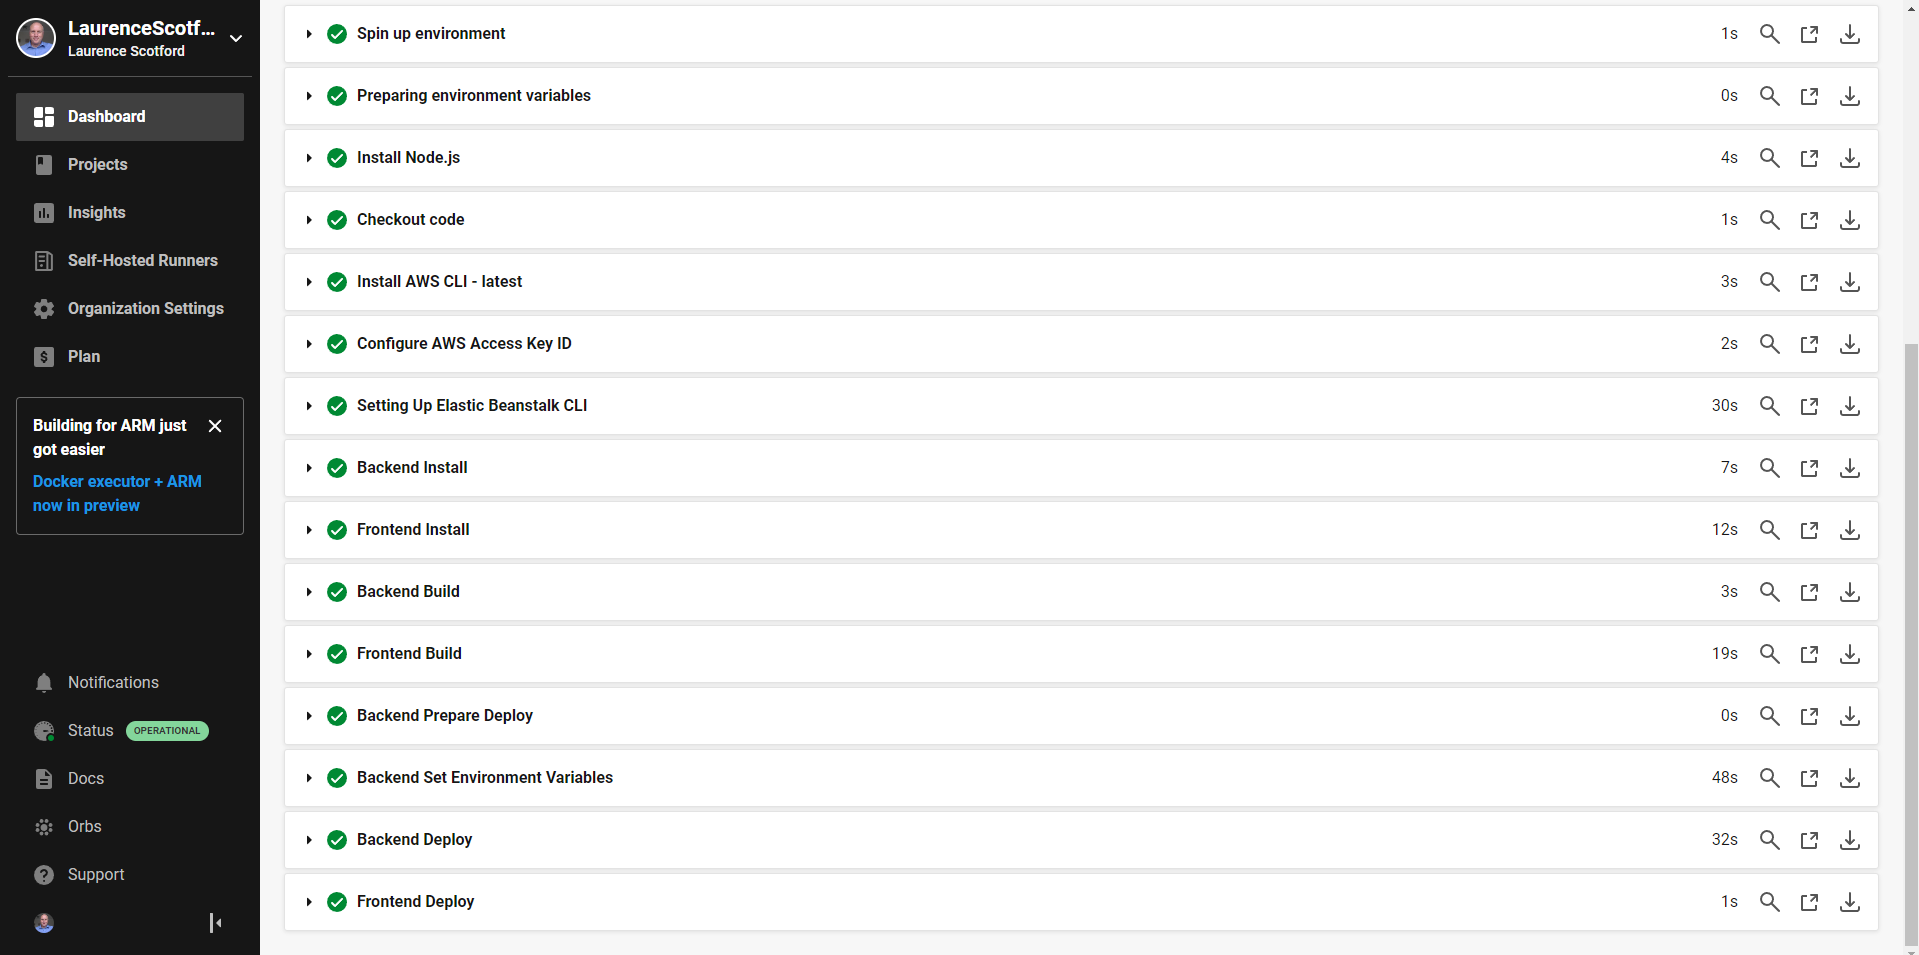 LaurenceScotf...
Laurence Scotford
Dashboard
Projects
Insights
Self-Hosted Runners
Organization Settings
Plan
Building for ARM just
got easier
Docker executor + ARM
now in preview
Notifications
Status OPERATIONAL
Docs
Orbs
Support
Spin up environment 1s
Preparing environment variables 0s
Install Node.js 4s
Checkout code 1s
Install AWS CLI - latest 3s
Configure AWS Access Key ID 2s
Setting Up Elastic Beanstalk CLI 30s
Backend Install 7s
Frontend Install 12s
Backend Build 3s
Frontend Build 19s
Backend Prepare Deploy 0s
Backend Set Environment Variables 48s
Backend Deploy 32s
Frontend Deploy 1s